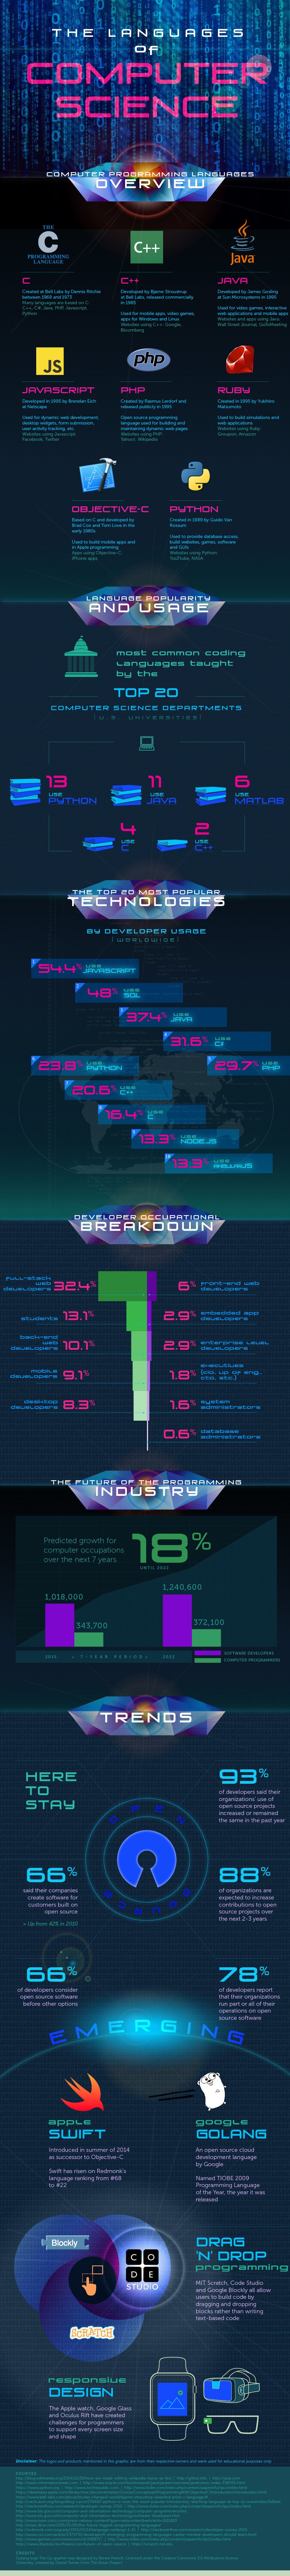 THE LANGUAGES
OF
COMPUTER
SCIENCE
COMPUTER PROGRAMMING LANGUAGES
OVERVIEW
THE
C
PROGRAMMING
LANGUAGE
C++
Java
C
Created at Bell Labs by Dennis Ritchie
between 1969 and 1973
Many languages are based on C:
C++, C#, Java, PHP, Javascript,
Python
C++
Developed by Bjarne Stroustrup
at Bell Labs, released commercially
in 1985
Used for mobile apps, video games,
apps for Windows and Linux
Websites using C++: Google,
Bloomberg
JAVA
Developed by James Gosling
at Sun Microsystems in 1995
Used for video games, interactive
web applications and mobile apps
Websites and apps using Java:
Wall Street Journal, GoToMeeting
JS
php
JAVASCRIPT
Developed in 1995 by Brendan Eich
at Netscape
Used for dynamic web development,
desktop widgets, form submission,
user activity tracking, etc.
Websites using Javascript:
Facebook, Twitter
PHP
Created by Rasmus Lerdorf and
released publicly in 1995
Open source programming
language used for building and
maintaining dynamic web pages
Websites using PHP:
Yahoo!, Wikipedia
RUBY
Created in 1995 by Yukihiro
Matsumoto
Used to build simulations and
web applications
Websites using Ruby:
Groupon, Amazon
OBJECTIVE-C
Based on C and developed by
Brad Cox and Tom Love in the
early 1980s
Used to build mobile apps and
in Apple programming
Apps using Objective-C:
iPhone apps
PYTHON
Created in 1989 by Guido Van
Rossum
Used to provide database access,
build websites, games, software
and GUIs
Websites using Python:
YouTube, NASA
LANGUAGE POPULARITY
AND USAGE
most common coding
languages taught
by the
TOP 20
COMPUTER SCIENCE DEPARTMENTS
(U.S. UNIVERSITIES)
13
USE
PYTHON
11
USE
JAVA
6
USE
MATLAB
4
USE
C
2
USE
C++
THE TOP 20 MOST POPULAR
TECHNOLOGIES
BY DEVELOPER USAGE
(WORLDWIDE)
54.4% USE JAVASCRIPT
48% USE SQL
37.4% USE JAVA
31.6% USE C#
23.8% USE PYTHON
29.7% USE PHP
20.6% USE C++
16.4% USE C
13.3% USE NODE.JS
13.3% USE ANGULARJS
DEVELOPER OCCUPATIONAL
BREAKDOWN
full-stack web developers 32.4%
6% front-end web developers
students 13.1%
2.9% embedded app developers
back-end web developers 10.1%
2.9% enterprise level developers
mobile developers 9.1%
1.8% executives (cio, vp of eng., cto, etc.)
desktop developers 8.3%
1.6% system administrators
0.6% database administrators
THE FUTURE OF THE PROGRAMMING
INDUSTRY
Predicted growth for
computer occupations
over the next 7 years
18%
UNTIL 2022
1,018,000
343,700
1,240,600
372,100
7-YEAR PERIOD
2022
SOFTWARE DEVELOPERS
COMPUTER PROGRAMMERS
TRENDS
HERE
TO
STAY
OPEN
SOURCE
93%
of developers said their
organizations' use of
open source projects
increased or remained
the same in the past year
66%
said their companies
create software for
customers built on
open source
> Up from 42% in 2010
88%
of organizations are
expected to increase
contributions to open
source projects over
the next 2-3 years
66%
of developers consider
open source software
before other options
78%
of developers report
that their organizations
run part or all of their
operations on open
source software
EMERGING
apple
SWIFT
Introduced in summer of 2014
as successor to Objective-C
Swift has risen on Redmonk's
language ranking from #68
to #22
google
GOLANG
An open source cloud
development language
by Google
Named TIOBE 2009
Programming Language
of the Year, the year it was
released
Blockly
CODE
STUDIO
SCRATCH
DRAG
'N' DROP
programming
MIT Scratch, Code Studio
and Google Blockly all allow
users to build code by
dragging and dropping
blocks rather than writing
text-based code
responsive
DESIGN
The Apple watch, Google Glass
and Oculus Rift have created
challenges for programmers
to support every screen size
and shape
Disclaimer: The logos and products mentioned in this graphic are from their respective owners and were used for educational purposes only.
SOURCES
CREDITS